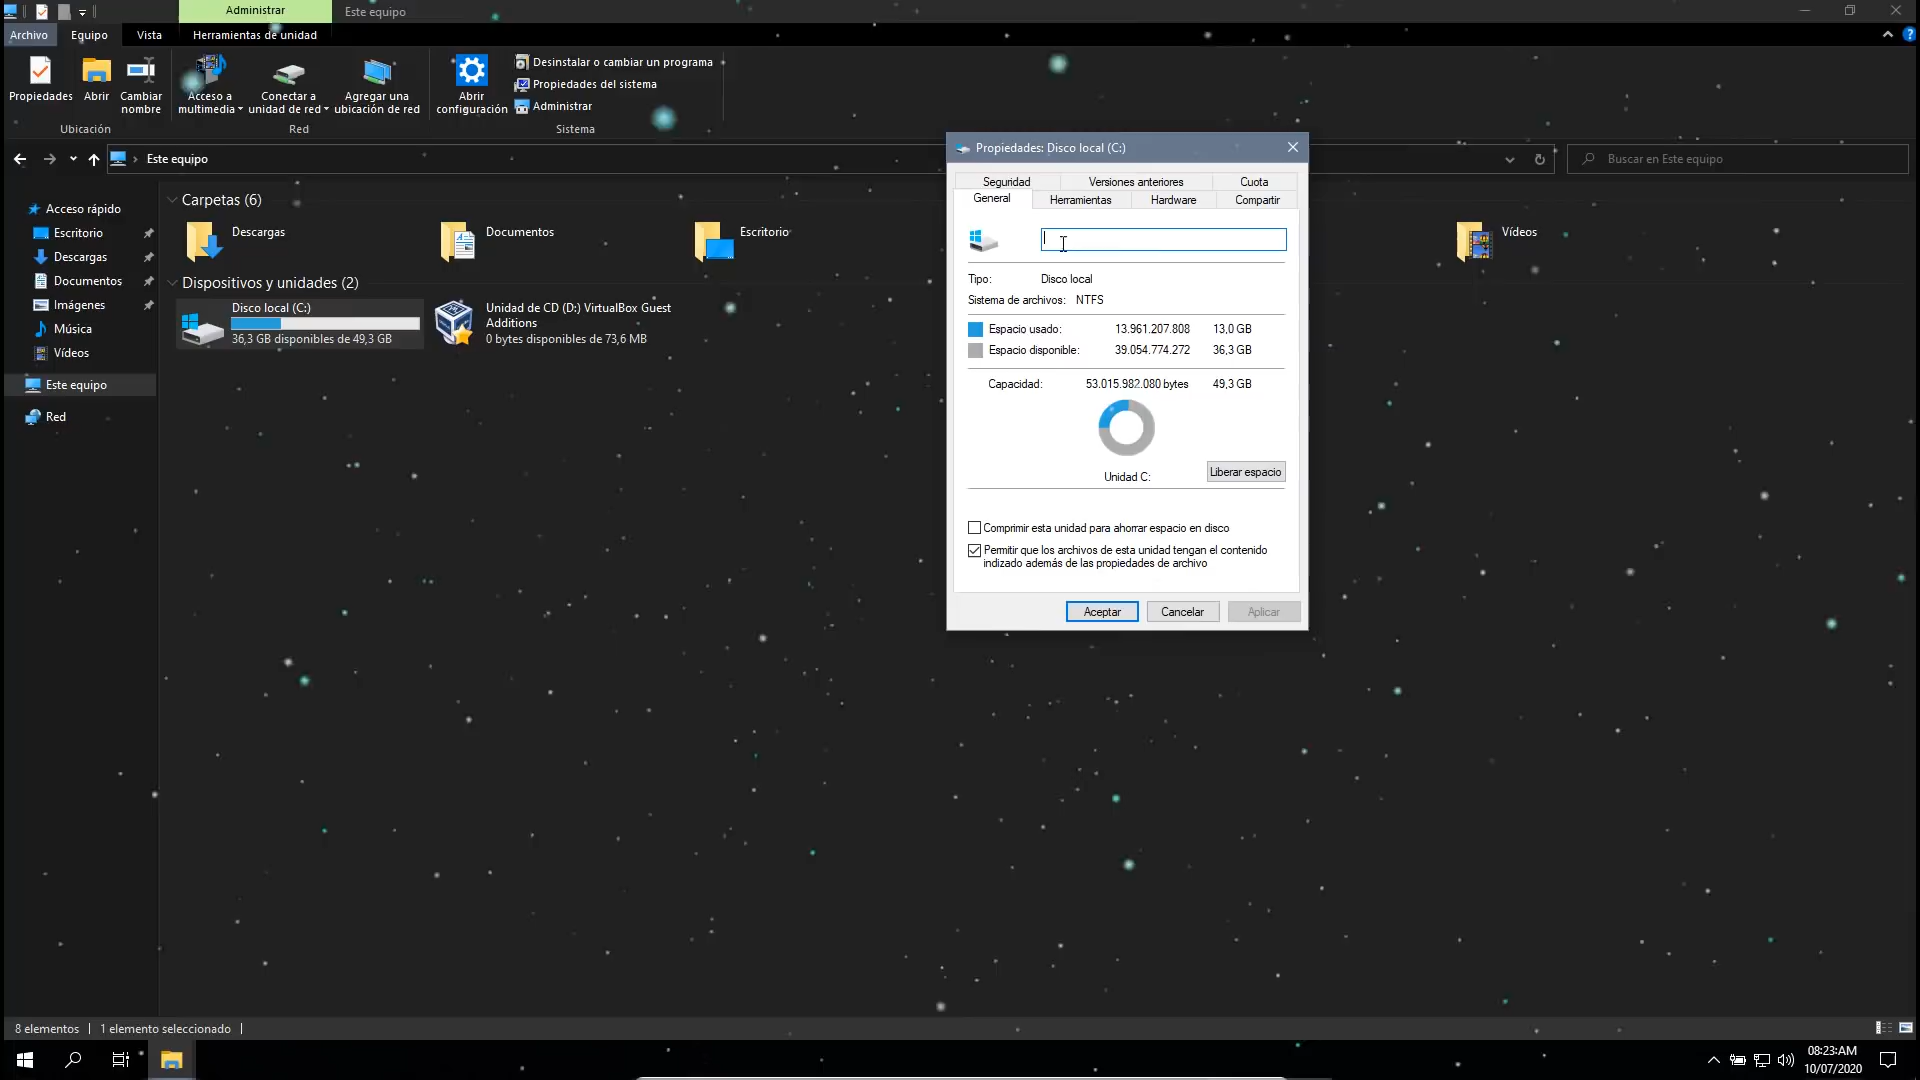 Administrar
Este equipo
Archivo
Equipo
Vista
Herramientas de unidad
Propiedades
Abrir
Cambiar
nombre
Ubicación
Acceso a
multimedia
Conectar a
unidad de red
Agregar una
ubicación de red
Red
Abrir
configuración
Desinstalar o cambiar un programa
Propiedades del sistema
Administrar
Sistema
Este equipo
Buscar en Este equipo
Acceso rápido
Escritorio
Descargas
Documentos
Imágenes
Música
Vídeos
Este equipo
Red
Carpetas (6)
Descargas
Documentos
Escritorio
Vídeos
Dispositivos y unidades (2)
Disco local (C:)
36,3 GB disponibles de 49,3 GB
Unidad de CD (D:) VirtualBox Guest
Additions
0 bytes disponibles de 73,6 MB
Propiedades: Disco local (C:)
Seguridad
Versiones anteriores
Cuota
General
Herramientas
Hardware
Compartir
Tipo: Disco local
Sistema de archivos: NTFS
Espacio usado: 13.961.207.808 13,0 GB
Espacio disponible: 39.054.774.272 36,3 GB
Capacidad: 53.015.982.080 bytes 49,3 GB
Unidad C:
Liberar espacio
Comprimir esta unidad para ahorrar espacio en disco
Permitir que los archivos de esta unidad tengan el contenido
indizado además de las propiedades de archivo
Aceptar
Cancelar
Aplicar
8 elementos
1 elemento seleccionado
08:23:AM
10/07/2020